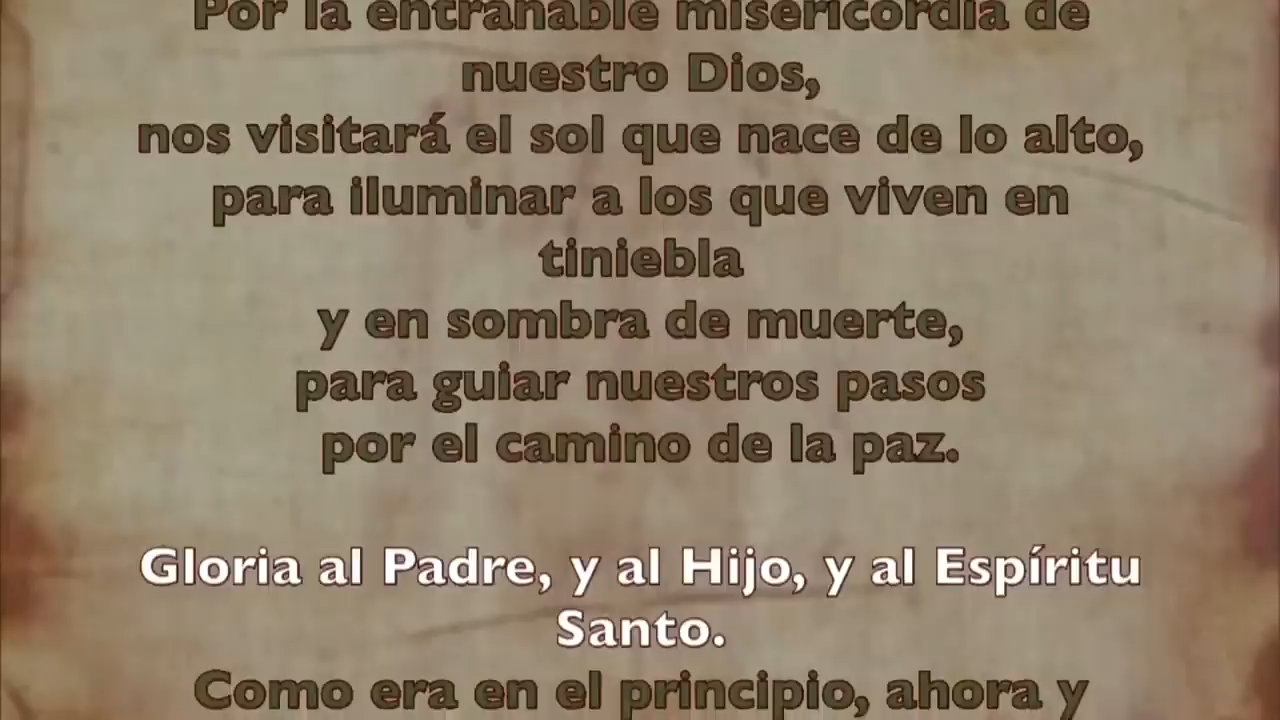 Por la entrañable misericordia de
nuestro Dios,
nos visitará el sol que nace de lo alto,
para iluminar a los que viven en
tiniebla
y en sombra de muerte,
para guiar nuestros pasos
por el camino de la paz.
Gloria al Padre, y al Hijo, y al Espíritu
Santo.
Como era en el principio, ahora y